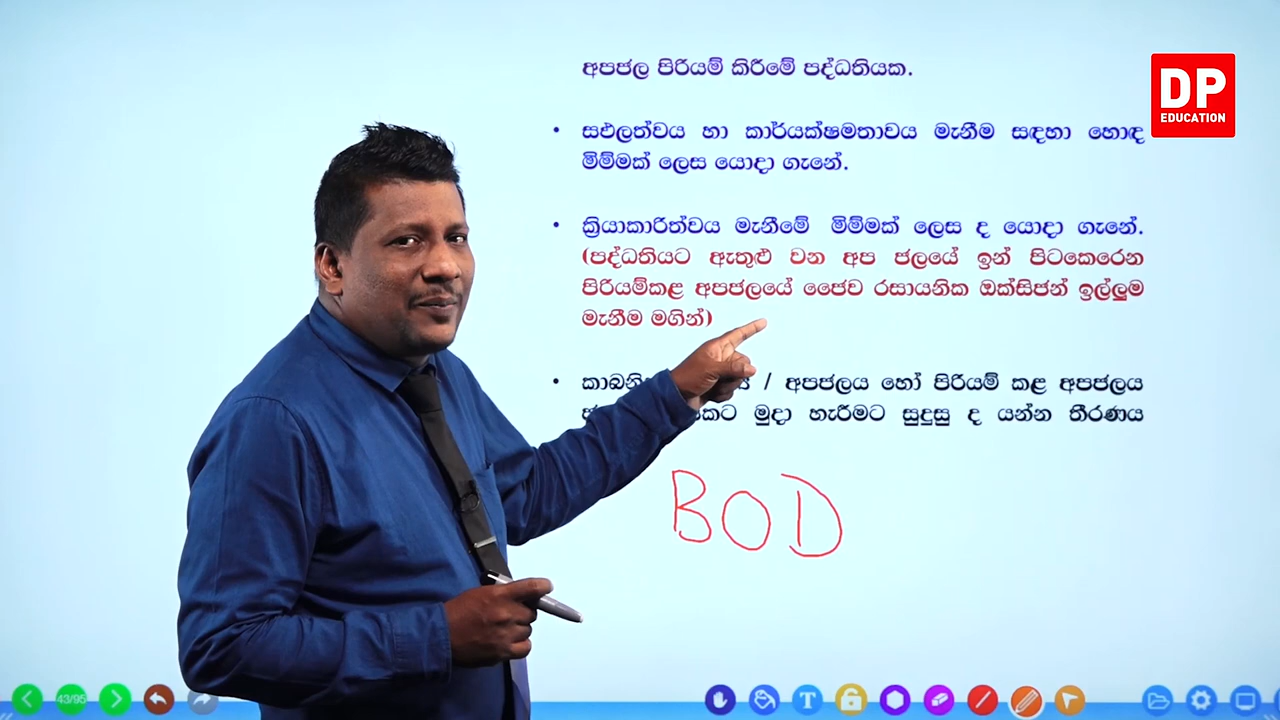 අපජල පිරියම් කිරීමේ පද්ධතියක.
DP
EDUCATION
• සඵලත්වය හා කාර්යක්ෂමතාවය මැනීම සඳහා හොඳ
මිම්මක් ලෙස යොදා ගැනේ.
• ක්‍රියාකාරිත්වය මැනීමේ මිම්මක් ලෙස ද යොදා ගැනේ.
(පද්ධතියට ඇතුළු වන අප ජලයේ ඉන් පිටකෙරෙන
පිරියම්කළ අපජලයේ ජෛව රසායනික ඔක්සිජන් ඉල්ලුම
මැනීම මගින්)
• / අපජලය හෝ පිරියම් කළ අපජලය
මුදා හැරීමට සුදුසු ද යන්න තීරණය
BOD
43/95
T